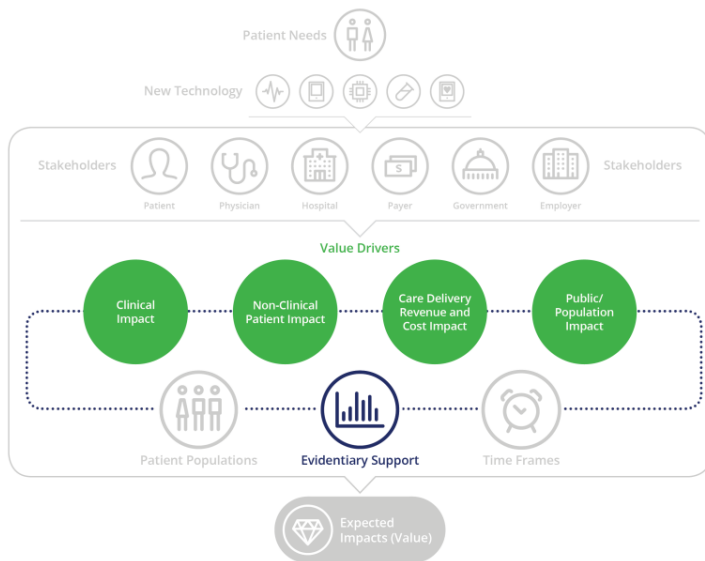 Patient Needs
New Technology
Stakeholders
Stakeholders
Patient
Physician
Hospital
$
Payer
Government
Employer
Value Drivers
Clinical
Impact
Non-Clinical
Patient Impact
Care Delivery
Revenue and
Cost Impact
Public/
Population
Impact
Patient Populations
Evidentiary Support
Time Frames
Expected
Impacts (Value)